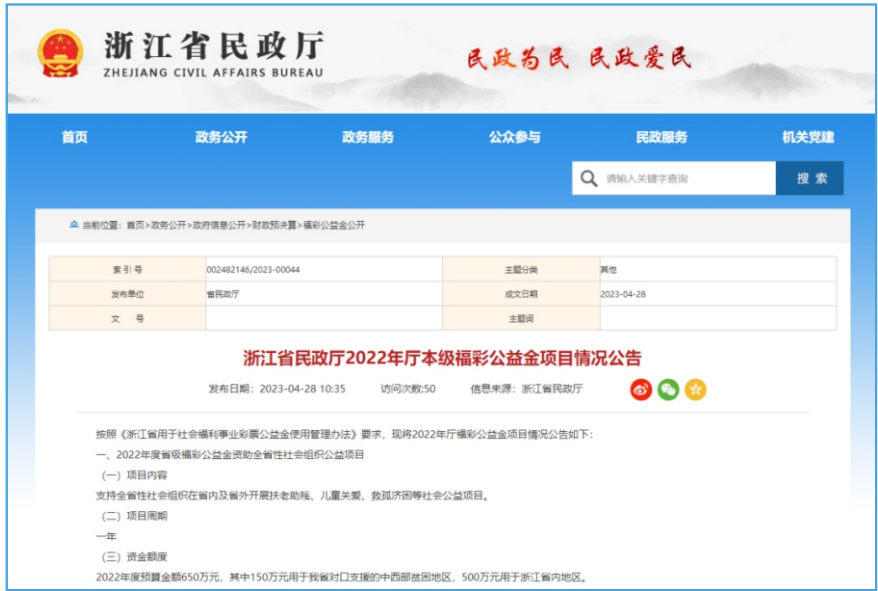 浙江省民政厅
ZHEJIANG CIVIL AFFAIRS BUREAU
民政为民 民政爱民
首页 政务公开 政务服务 公众参与 民政服务 机关党建
请输入关键字查询 搜 索
当前位置：首页>政务公开>政府信息公开>财政预决算>福彩公益金公开
索引号 002482146/2023-00044 主题分类 其他
发布单位 省民政厅 成文日期 2023-04-28
文 号 主题词
浙江省民政厅2022年厅本级福彩公益金项目情况公告
发布日期：2023-04-28 10:35 访问次数:50 信息来源：浙江省民政厅
按照《浙江省用于社会福利事业彩票公益金使用管理办法》要求，现将2022年厅福彩公益金项目情况公告如下：
一、2022年度省级福彩公益金资助全省性社会组织公益项目
（一）项目内容
支持全省性社会组织在省内及省外开展扶老助残、儿童关爱、救孤济困等社会公益项目。
（二）项目周期
一年
（三）资金额度
2022年度预算金额650万元，其中150万元用于我省对口支援的中西部贫困地区，500万元用于浙江省内地区。